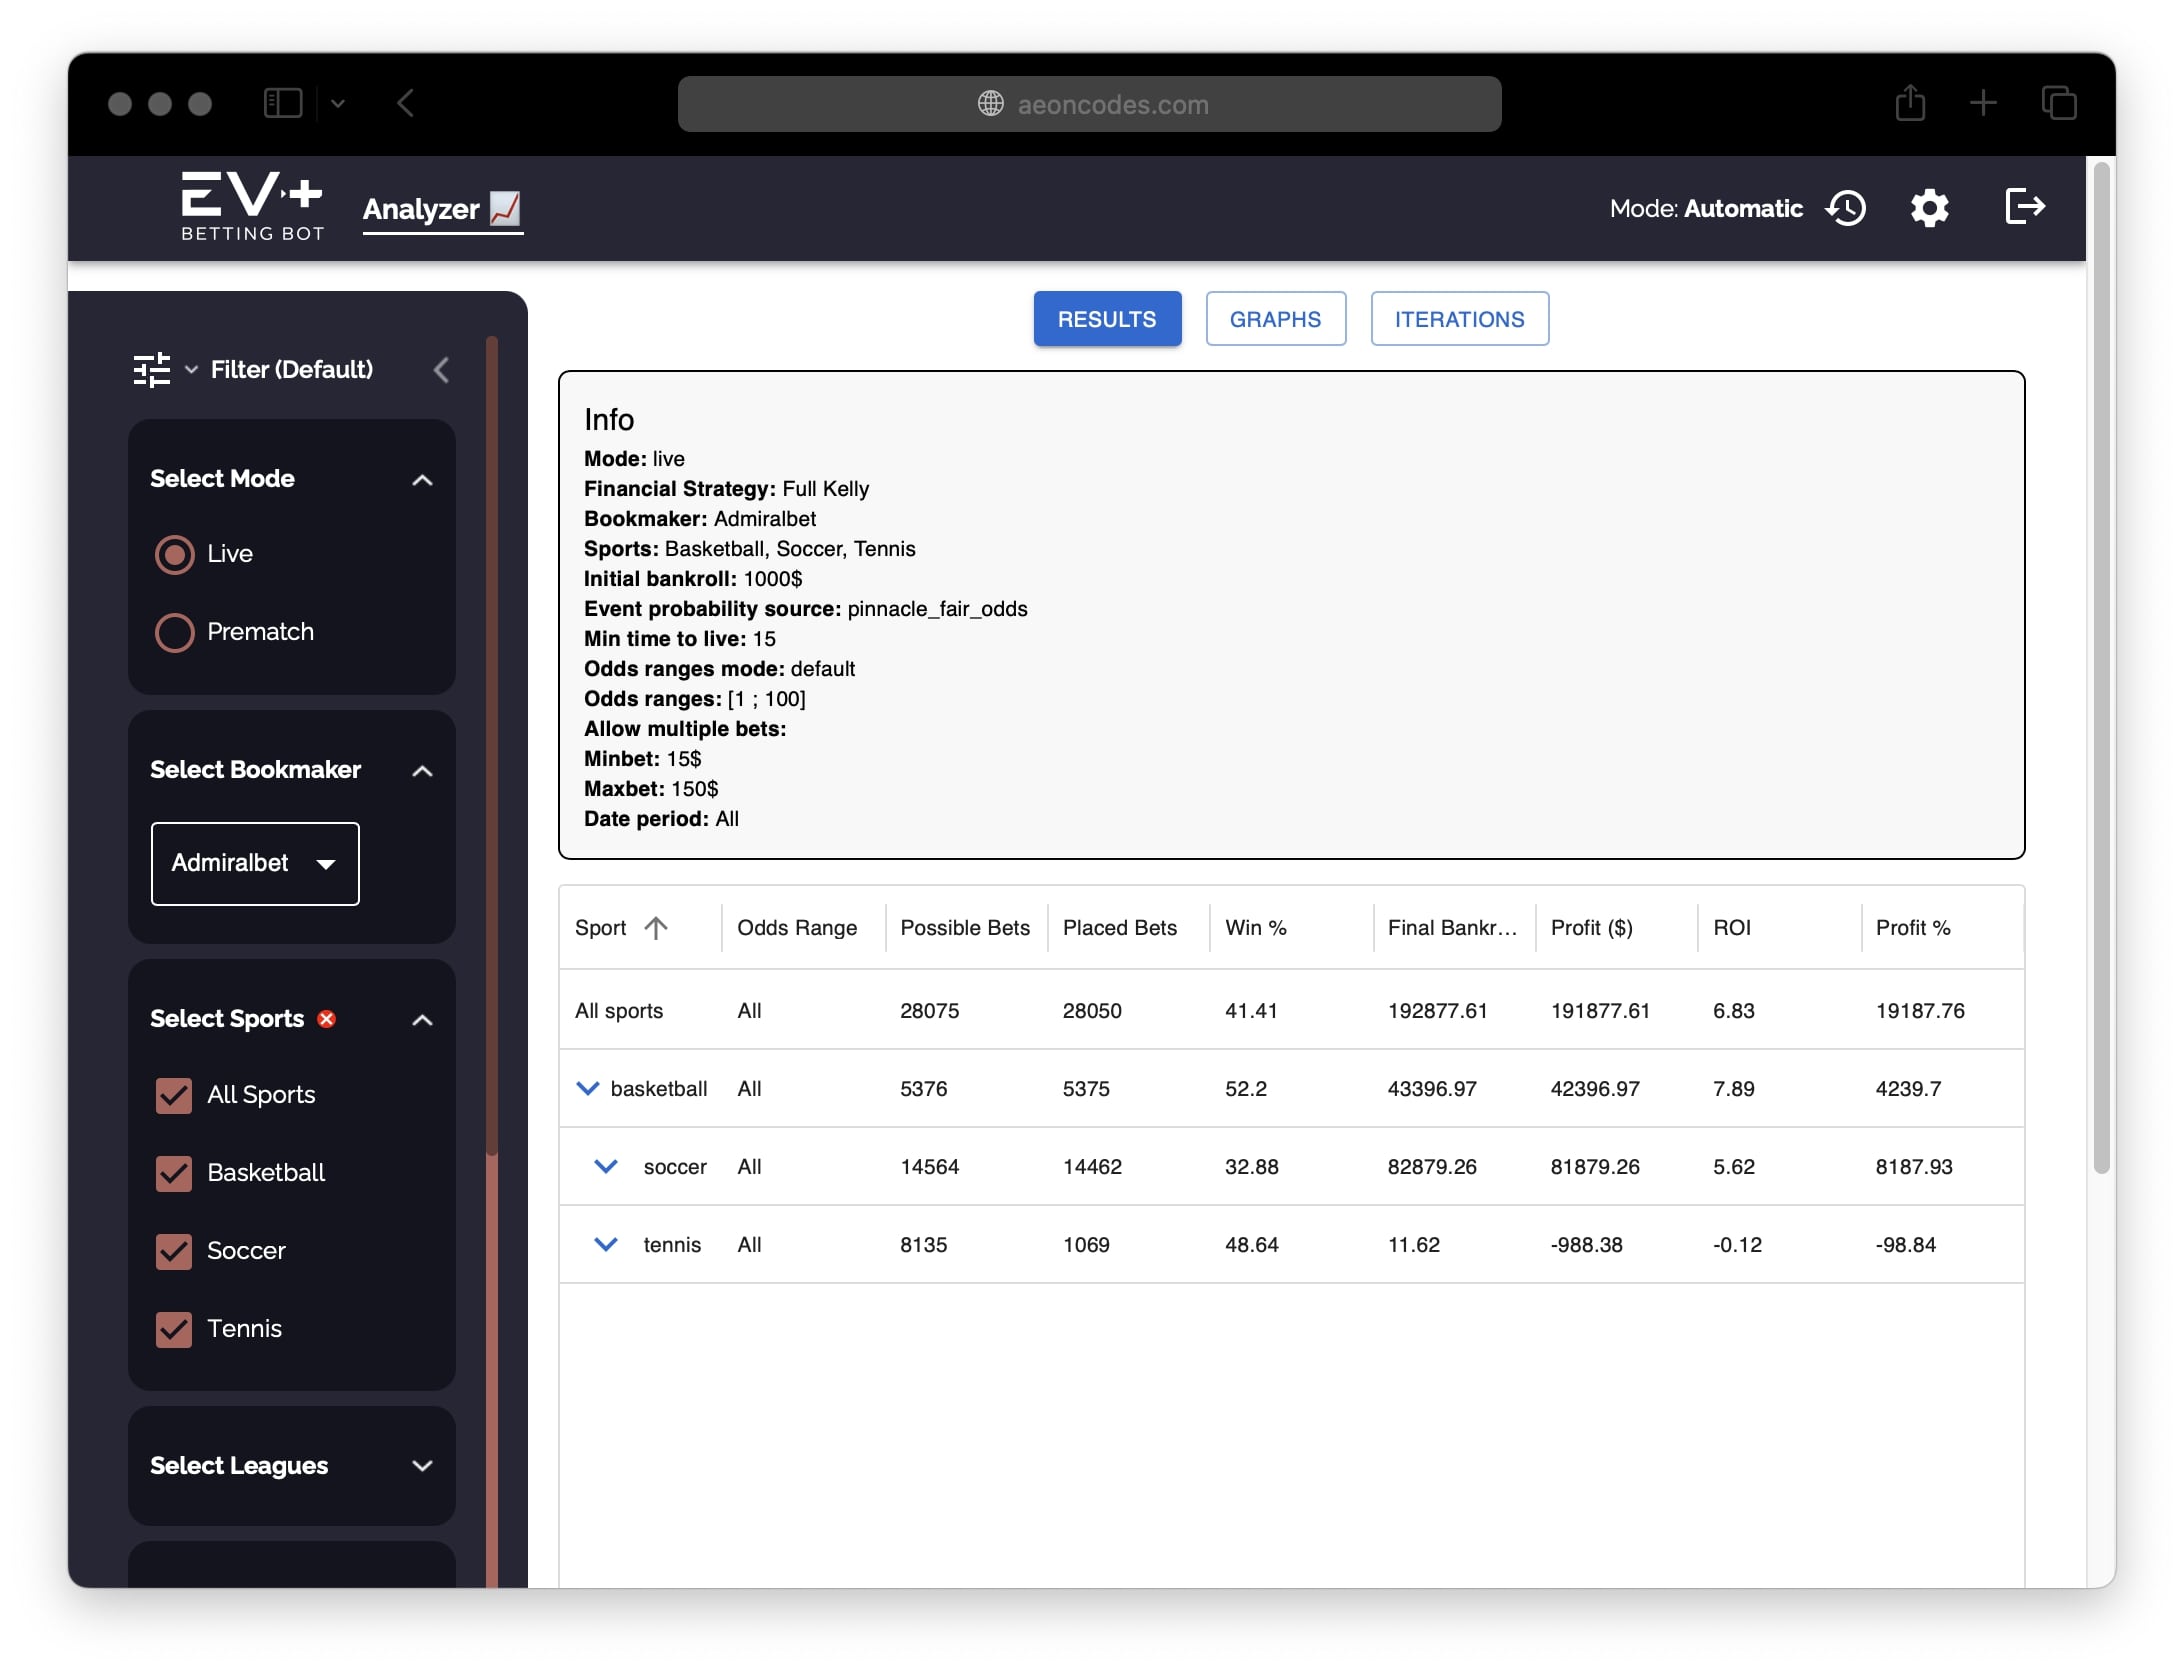 aeoncodes.com
EV+
BETTING BOT
Analyzer
Mode: Automatic
RESULTS
GRAPHS
ITERATIONS
Filter (Default)
Select Mode
Live
Prematch
Select Bookmaker
Admiralbet
Select Sports
All Sports
Basketball
Soccer
Tennis
Select Leagues
Info
Mode: live
Financial Strategy: Full Kelly
Bookmaker: Admiralbet
Sports: Basketball, Soccer, Tennis
Initial bankroll: 1000$
Event probability source: pinnacle_fair_odds
Min time to live: 15
Odds ranges mode: default
Odds ranges: [1 ; 100]
Allow multiple bets:
Minbet: 15$
Maxbet: 150$
Date period: All
Sport Odds Range Possible Bets Placed Bets Win % Final Bankr... Profit ($) ROI Profit %
All sports All 28075 28050 41.41 192877.61 191877.61 6.83 19187.76
basketball All 5376 5375 52.2 43396.97 42396.97 7.89 4239.7
soccer All 14564 14462 32.88 82879.26 81879.26 5.62 8187.93
tennis All 8135 1069 48.64 11.62 -988.38 -0.12 -98.84